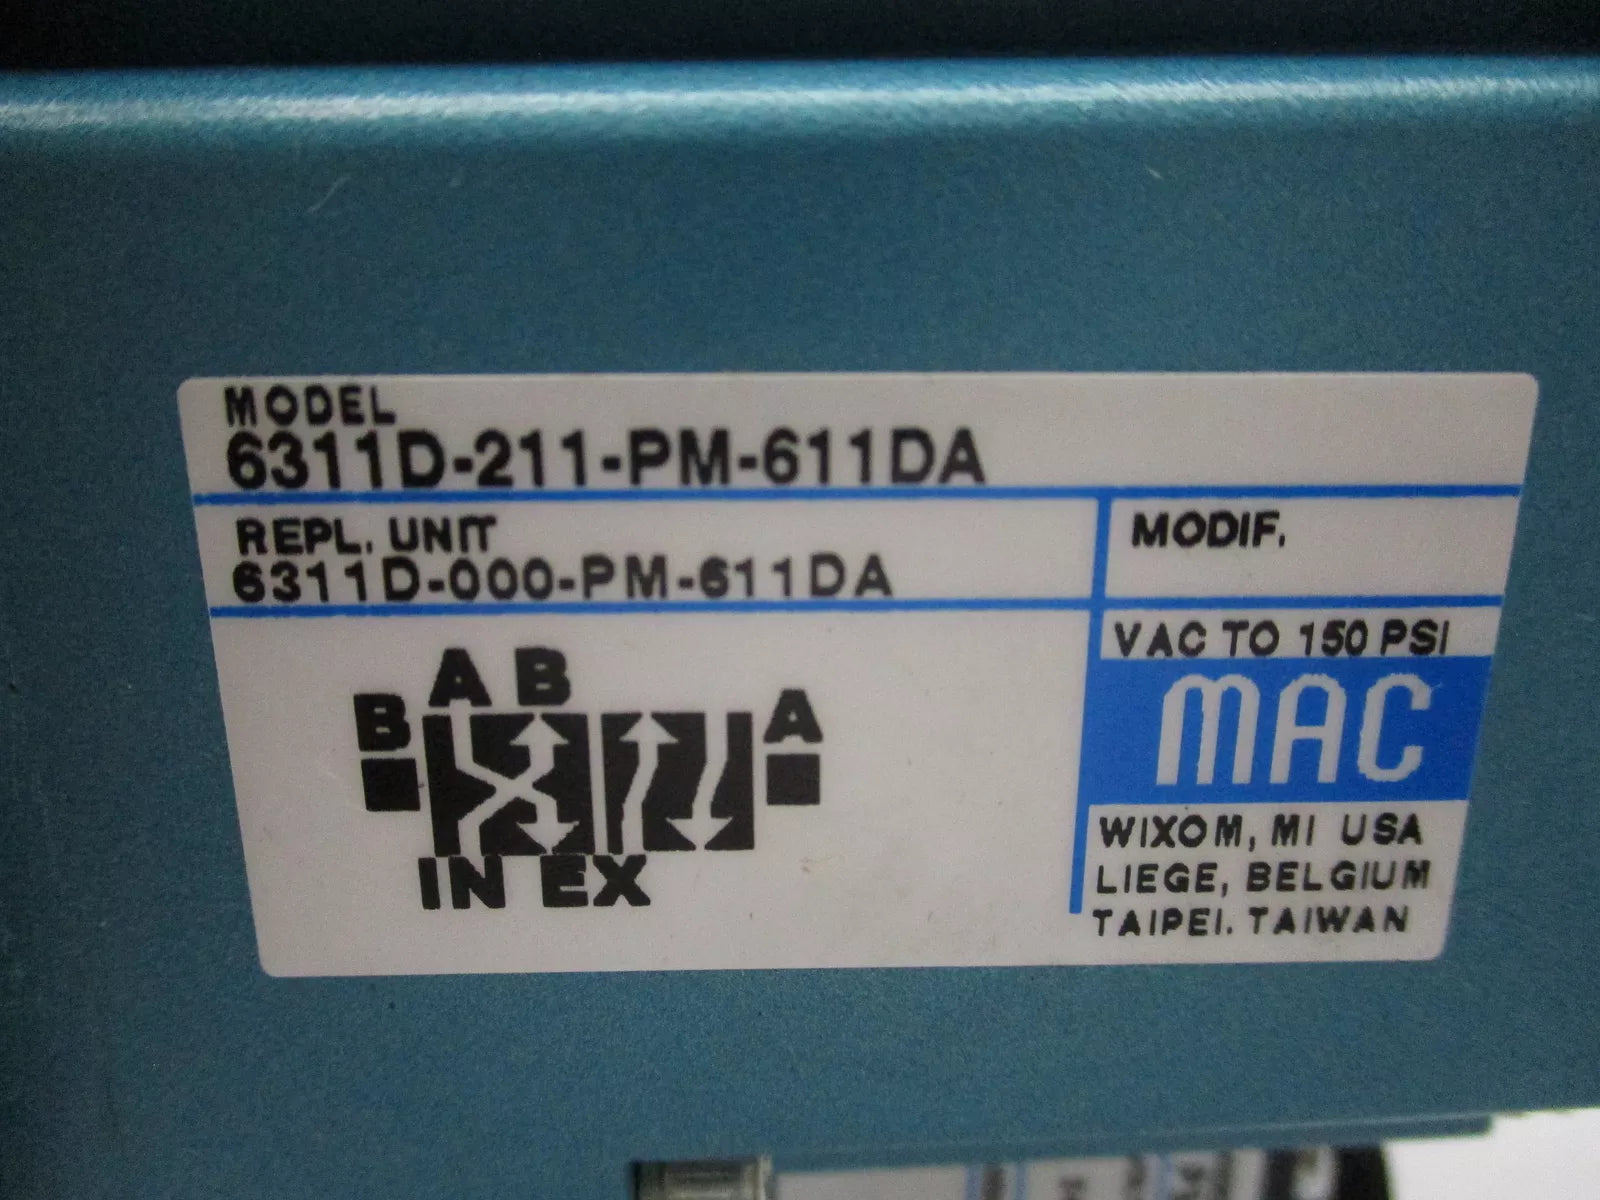 MODEL
6311D-211-PM-611DA
REPL. UNIT
6311D-000-PM-611DA
MODIF.
VAC TO 150 PSI
MAC
WIXOM, MI USA
LIEGE, BELGIUM
TAIPEI. TAIWAN
A B
B A
IN EX